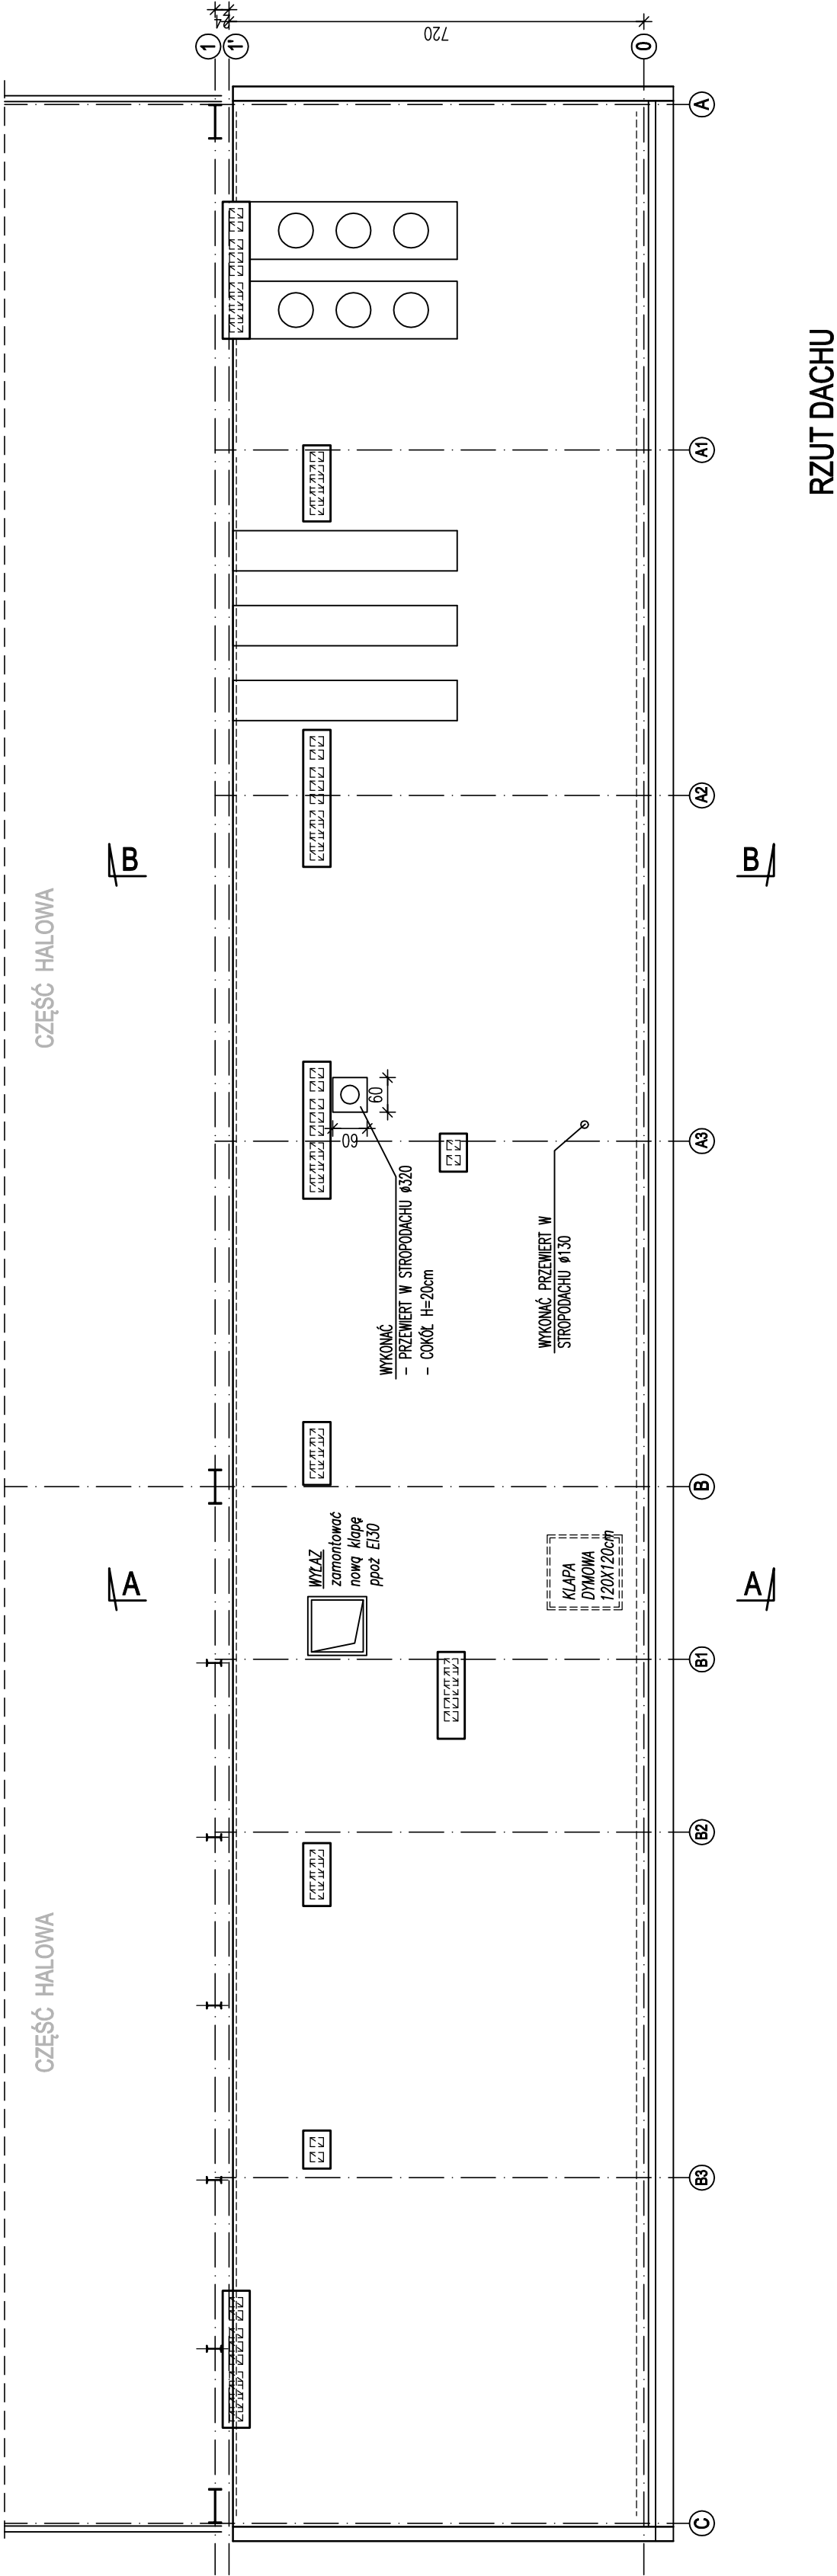 1
1'
24
720
0
A
A1
A2
A3
B
B1
B2
B3
C
RZUT DACHU
CZĘŚĆ HALOWA
CZĘŚĆ HALOWA
B
B
A
A
60
60
WYKONAĆ
- PRZEWIERT W STROPODACHU ø320
- COKÓŁ H=20cm
WYKONAĆ PRZEWIERT W
STROPODACHU ø130
WYŁAZ
zamontować
nową klapę
ppoż EI30
KLAPA
DYMOWA
120X120cm